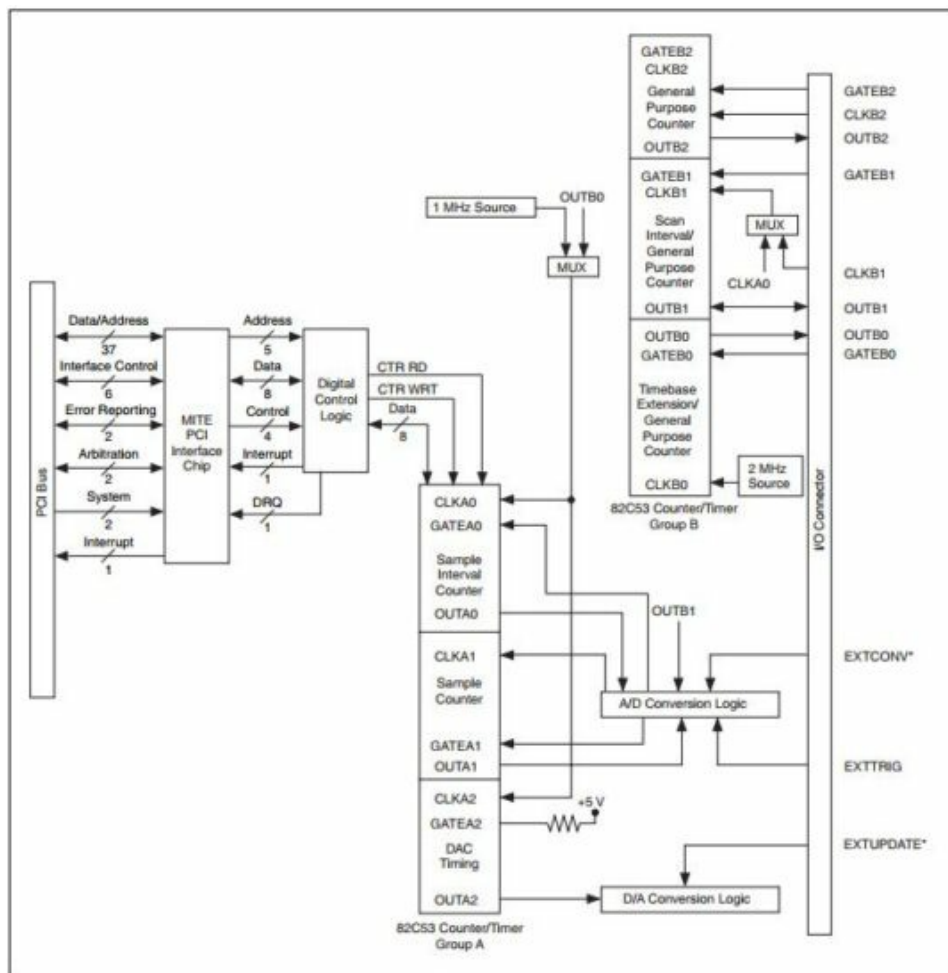 GATEB2
CLKB2
General
Purpose
Counter
OUTB2
GATEB1
CLKB1
Scan
Interval/
General
Purpose
Counter
OUTB1
OUTB0
GATEB0
Timebase
Extension/
General
Purpose
Counter
CLKB0
82C53 Counter/Timer
Group B
2 MHz
Source
MUX
CLKA0
I/O Connector
GATEB2
CLKB2
OUTB2
GATEB1
CLKB1
OUTB1
OUTB0
GATEB0
EXTCONV*
EXTTRIG
EXTUPDATE*
1 MHz Source
OUTB0
MUX
PCI Bus
Data/Address
37
Interface Control
6
Error Reporting
2
Arbitration
2
System
2
Interrupt
1
MITE
PCI
Interface
Chip
Address
5
Data
8
Control
4
Interrupt
1
DRQ
1
Digital
Control
Logic
CTR RD
CTR WRT
Data
8
CLKA0
GATEA0
Sample
Interval
Counter
OUTA0
CLKA1
Sample
Counter
GATEA1
OUTA1
CLKA2
GATEA2
DAC
Timing
OUTA2
82C53 Counter/Timer
Group A
+5 V
OUTB1
A/D Conversion Logic
D/A Conversion Logic